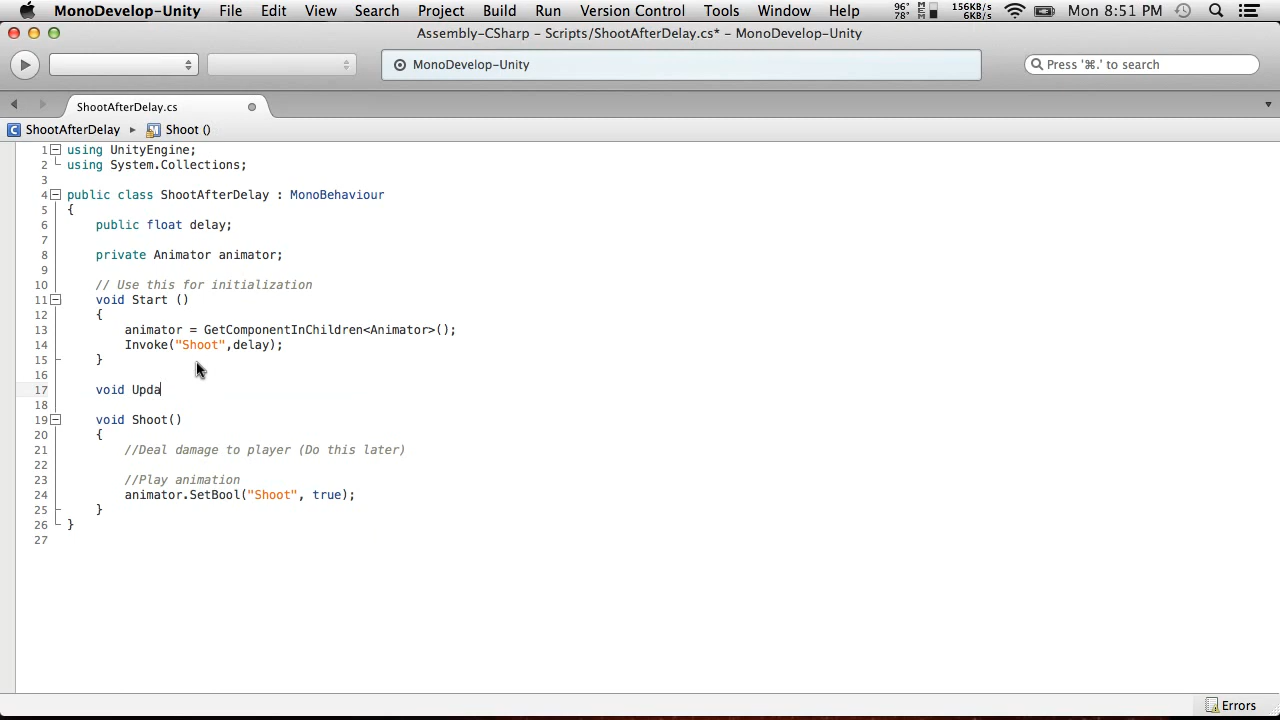 MonoDevelop-Unity File Edit View Search Project Build Run Version Control Tools Window Help 96° 78° M M 156KB/s 6KB/s Mon 8:51 PM
Assembly-CSharp – Scripts/ShootAfterDelay.cs* – MonoDevelop-Unity
MonoDevelop-Unity Press '⌘.' to search
ShootAfterDelay.cs
C ShootAfterDelay ▸ M Shoot ()
1 using UnityEngine;
2 using System.Collections;
3
4 public class ShootAfterDelay : MonoBehaviour
5 {
6 public float delay;
7
8 private Animator animator;
9
10 // Use this for initialization
11 void Start ()
12 {
13 animator = GetComponentInChildren<Animator>();
14 Invoke("Shoot",delay);
15 }
16
17 void Upda
18
19 void Shoot()
20 {
21 //Deal damage to player (Do this later)
22
23 //Play animation
24 animator.SetBool("Shoot", true);
25 }
26 }
27
Errors